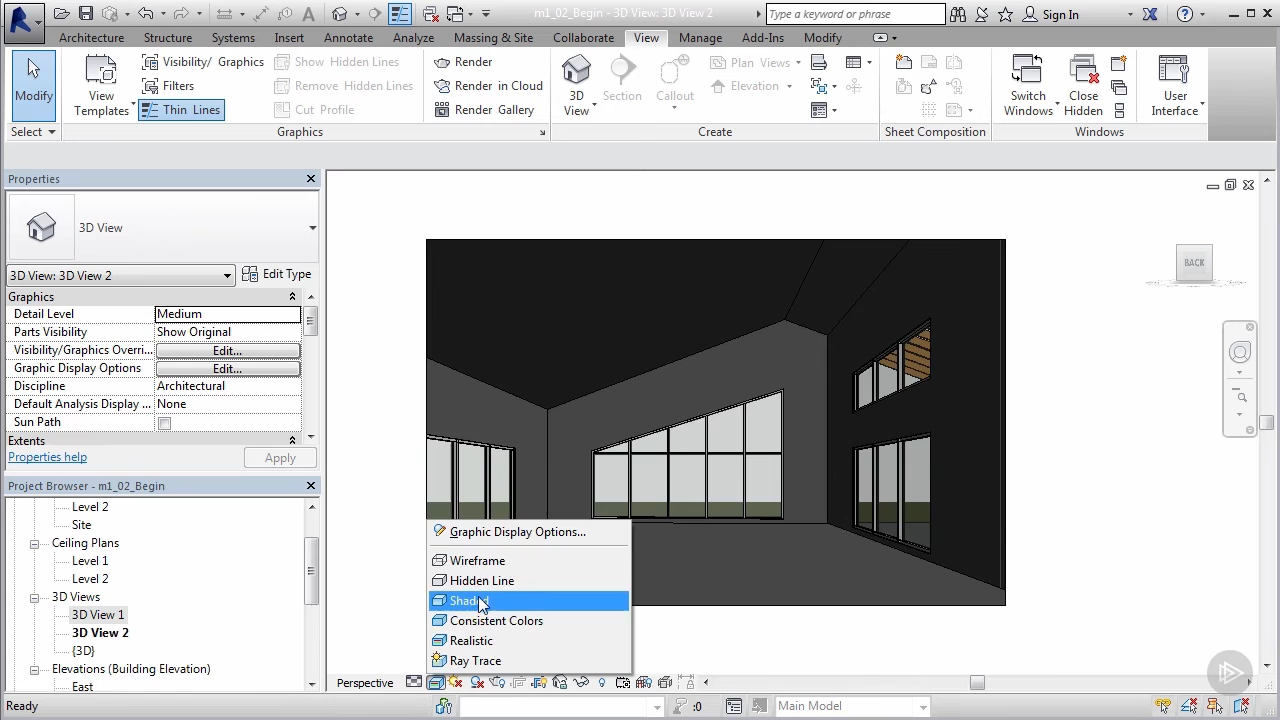 m1_02_Begin - 3D View: 3D View 2
Type a keyword or phrase
Sign In
Architecture Structure Systems Insert Annotate Analyze Massing & Site Collaborate View Manage Add-Ins Modify
Modify
View
Templates
Visibility/ Graphics
Filters
Thin Lines
Show Hidden Lines
Remove Hidden Lines
Cut Profile
Render
Render in Cloud
Render Gallery
3D
View
Section
Callout
Plan Views
Elevation
Switch
Windows
Close
Hidden
User
Interface
Select
Graphics
Create
Sheet Composition
Windows
Properties
3D View
3D View: 3D View 2
Edit Type
Graphics
Detail Level Medium
Parts Visibility Show Original
Visibility/Graphics Overri... Edit...
Graphic Display Options Edit...
Discipline Architectural
Default Analysis Display ... None
Sun Path
Extents
Properties help
Apply
Project Browser - m1_02_Begin
Level 2
Site
Ceiling Plans
Level 1
Level 2
3D Views
3D View 1
3D View 2
{3D}
Elevations (Building Elevation)
East
BACK
Graphic Display Options...
Wireframe
Hidden Line
Consistent Colors
Realistic
Ray Trace
Perspective
Ready
:0
Main Model